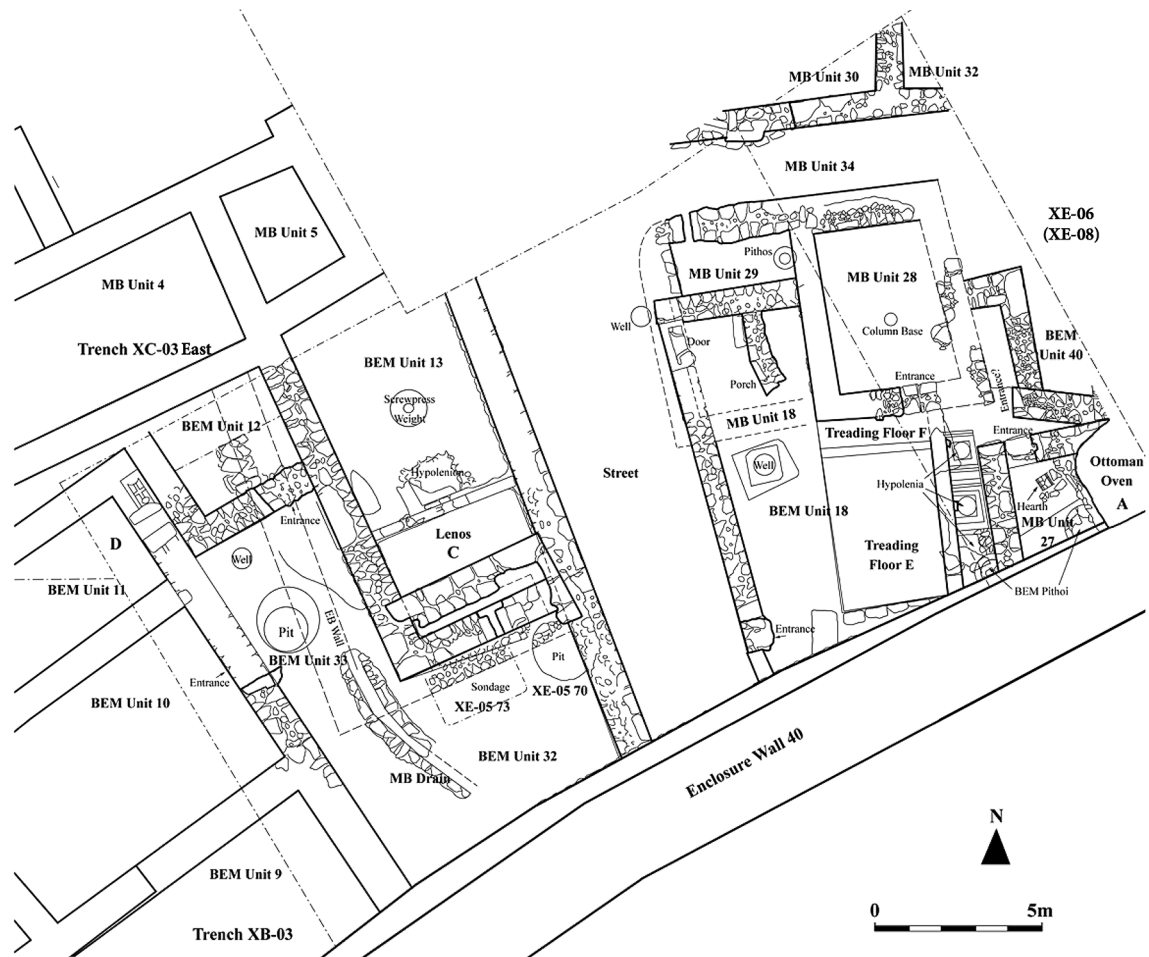 MB Unit 30
MB Unit 32
MB Unit 34
XE-06
(XE-08)
MB Unit 5
Pithos
MB Unit 29
MB Unit 28
MB Unit 4
Well
Column Base
Door
Trench XC-03 East
BEM Unit 13
BEM
Unit 40
Entrance
Porch
Screwpress
Weight
Entrance?
MB Unit 18
BEM Unit 12
Treading Floor F
Entrance
Hypolenion
Street
Well
Ottoman
Oven
A
Hypolenia
Hearth
BEM Unit 18
Entrance
Lenos
C
MB Unit
27
D
Treading
Floor E
Well
BEM Unit 11
BEM Pithoi
EB Wall
Pit
Entrance
BEM Unit 33
Pit
Entrance
Sondage
XE-05 70
XE-05 73
BEM Unit 10
BEM Unit 32
MB Drain
Enclosure Wall 40
N
BEM Unit 9
0 5m
Trench XB-03